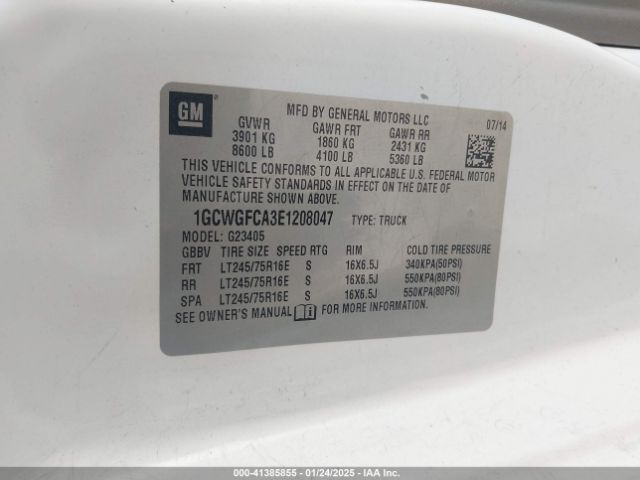 GM
MFD BY GENERAL MOTORS LLC
07/14
GVWR GAWR FRT GAWR RR
3901 KG 1860 KG 2431 KG
8600 LB 4100 LB 5360 LB
THIS VEHICLE CONFORMS TO ALL APPLICABLE U.S. FEDERAL MOTOR
VEHICLE SAFETY STANDARDS IN EFFECT ON THE DATE OF
MANUFACTURE SHOWN ABOVE.
1GCWGFCA3E1208047 TYPE: TRUCK
MODEL: G23405
GBBV TIRE SIZE SPEED RTG RIM COLD TIRE PRESSURE
FRT LT245/75R16E S 16X6.5J 340KPA(50PSI)
RR LT245/75R16E S 16X6.5J 550KPA(80PSI)
SPA LT245/75R16E S 16X6.5J 550KPA(80PSI)
SEE OWNER'S MANUAL i FOR MORE INFORMATION.
000-41385855 - 01/24/2025 - IAA Inc.